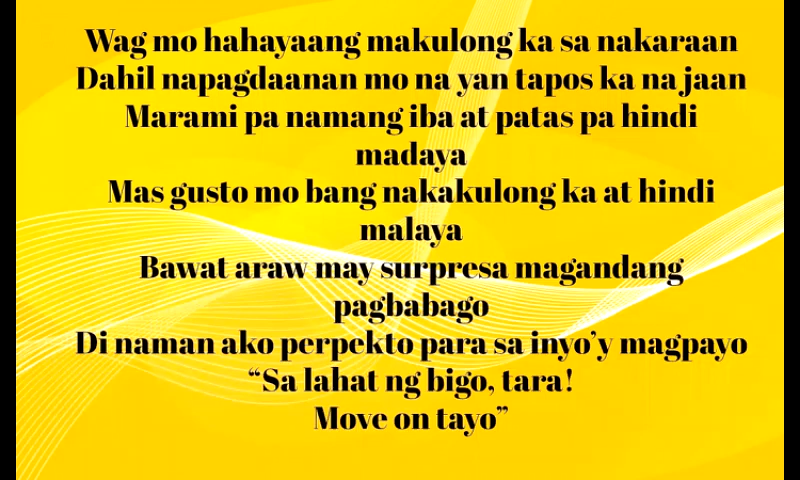 Wag mo hahayaang makulong ka sa nakaraan
Dahil napagdaanan mo na yan tapos ka na jaan
Marami pa namang iba at patas pa hindi
madaya
Mas gusto mo bang nakakulong ka at hindi
malaya
Bawat araw may surpresa magandang
pagbabago
Di naman ako perpekto para sa inyo’y magpayo
“Sa lahat ng bigo, tara!
Move on tayo”